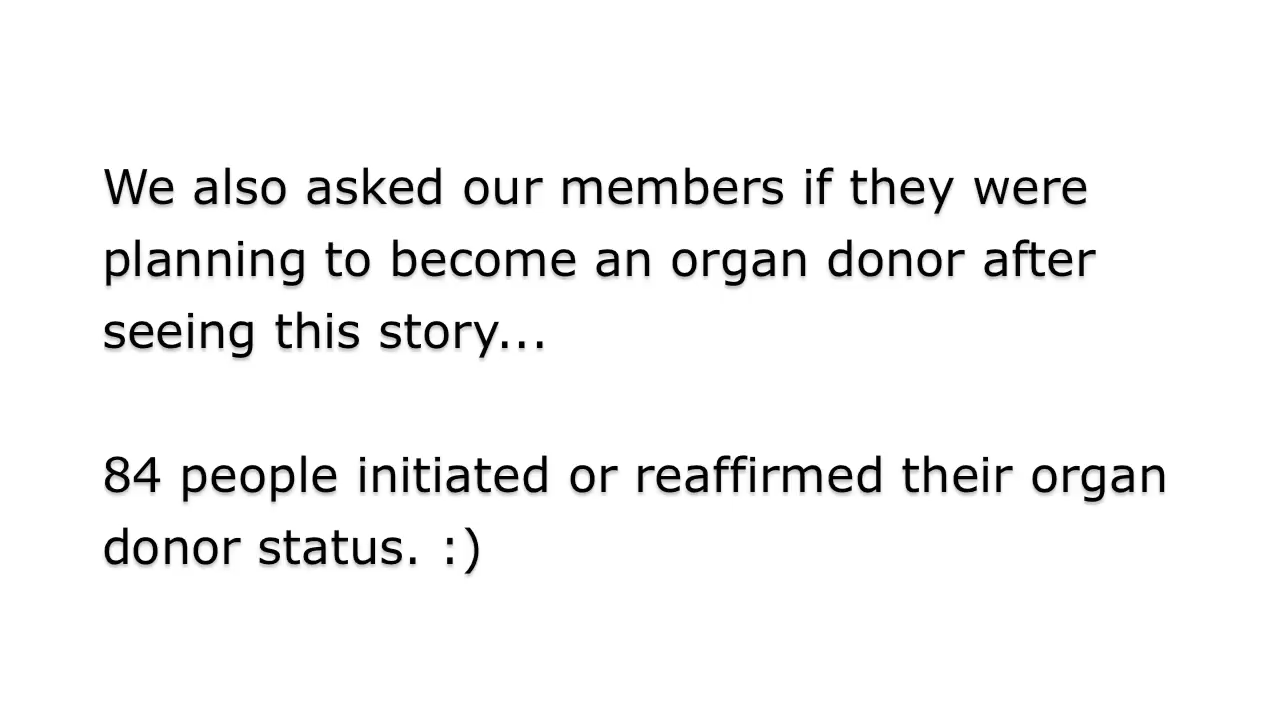 We also asked our members if they were
planning to become an organ donor after
seeing this story...
84 people initiated or reaffirmed their organ
donor status. :)